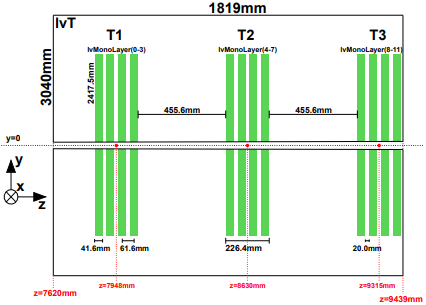 1819mm
lvT
T1
T2
T3
lvMonoLayer(0-3)
lvMonoLayer(4-7)
lvMonoLayer(8-11)
3040mm
2417.5mm
455.6mm
455.6mm
y=0
y
x
z
41.6mm
61.6mm
226.4mm
20.0mm
z=7620mm
z=7948mm
z=8630mm
z=9315mm
z=9439mm